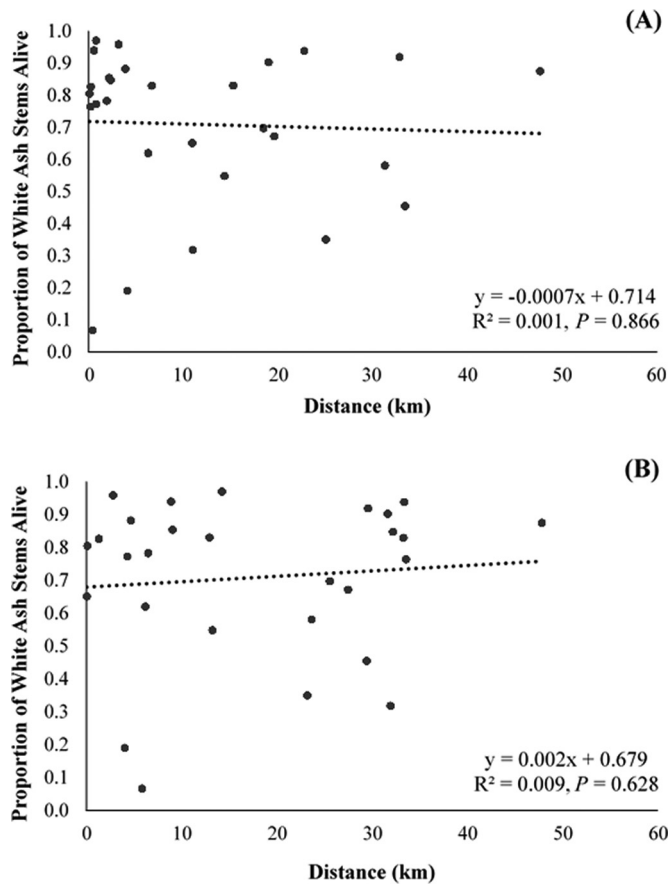 (A)
Proportion of White Ash Stems Alive
1.0
0.9
0.8
0.7
0.6
0.5
0.4
0.3
0.2
0.1
0.0
y = -0.0007x + 0.714
R² = 0.001, P = 0.866
0 10 20 30 40 50 60
Distance (km)
(B)
Proportion of White Ash Stems Alive
1.0
0.9
0.8
0.7
0.6
0.5
0.4
0.3
0.2
0.1
0.0
y = 0.002x + 0.679
R² = 0.009, P = 0.628
0 10 20 30 40 50 60
Distance (km)